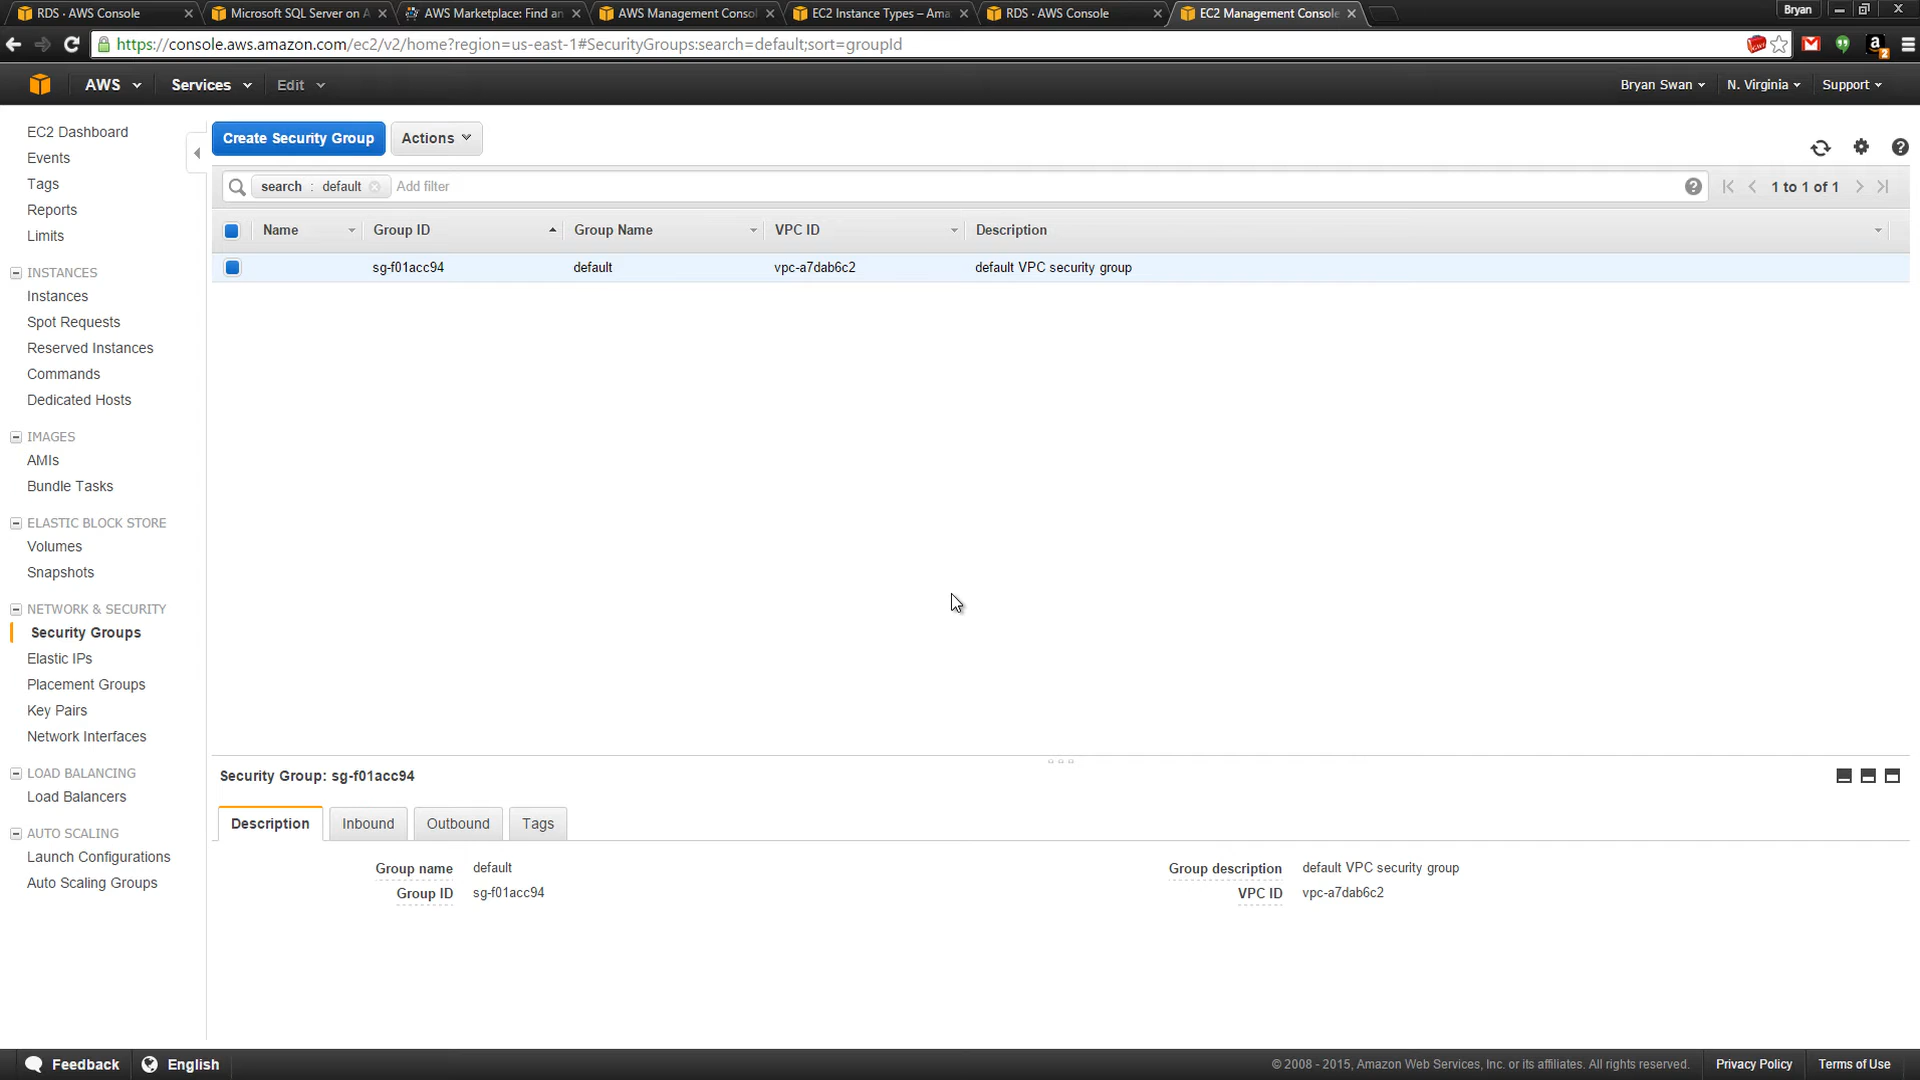 RDS · AWS Console
Microsoft SQL Server on A
AWS Marketplace: Find an
AWS Management Consol
EC2 Instance Types – Ama
RDS · AWS Console
EC2 Management Console
Bryan
https://console.aws.amazon.com/ec2/v2/home?region=us-east-1#SecurityGroups:search=default;sort=groupId
AWS
Services
Edit
Bryan Swan
N. Virginia
Support
EC2 Dashboard
Events
Tags
Reports
Limits
INSTANCES
Instances
Spot Requests
Reserved Instances
Commands
Dedicated Hosts
IMAGES
AMIs
Bundle Tasks
ELASTIC BLOCK STORE
Volumes
Snapshots
NETWORK & SECURITY
Security Groups
Elastic IPs
Placement Groups
Key Pairs
Network Interfaces
LOAD BALANCING
Load Balancers
AUTO SCALING
Launch Configurations
Auto Scaling Groups
Create Security Group
Actions
search : default
Add filter
1 to 1 of 1
Name
Group ID
Group Name
VPC ID
Description
sg-f01acc94
default
vpc-a7dab6c2
default VPC security group
Security Group: sg-f01acc94
Description
Inbound
Outbound
Tags
Group name default
Group ID sg-f01acc94
Group description default VPC security group
VPC ID vpc-a7dab6c2
Feedback
English
© 2008 - 2015, Amazon Web Services, Inc. or its affiliates. All rights reserved.
Privacy Policy
Terms of Use